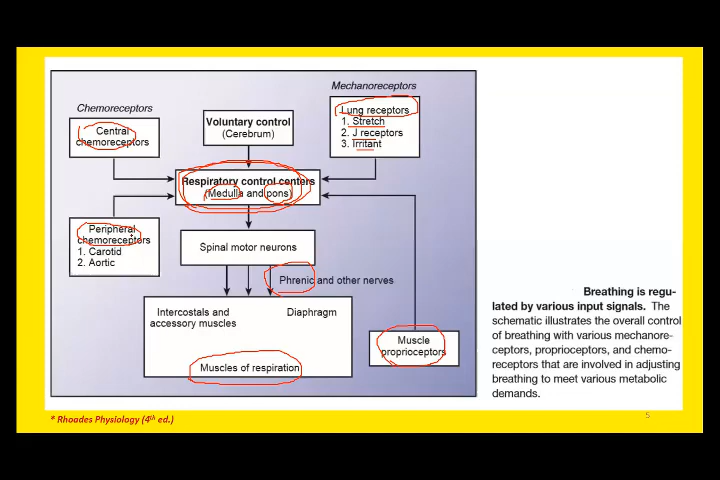 Mechanoreceptors
Chemoreceptors
Lung receptors
1. Stretch
2. J receptors
3. Irritant
Voluntary control
(Cerebrum)
Central
chemoreceptors
Respiratory control centers
(Medulla and pons)
Peripheral
chemoreceptors
1. Carotid
2. Aortic
Spinal motor neurons
Phrenic and other nerves
Intercostals and
accessory muscles
Diaphragm
Muscles of respiration
Muscle
proprioceptors
Breathing is regu-
lated by various input signals. The
schematic illustrates the overall control
of breathing with various mechanore-
ceptors, proprioceptors, and chemo-
receptors that are involved in adjusting
breathing to meet various metabolic
demands.
* Rhoades Physiology (4th ed.)
5